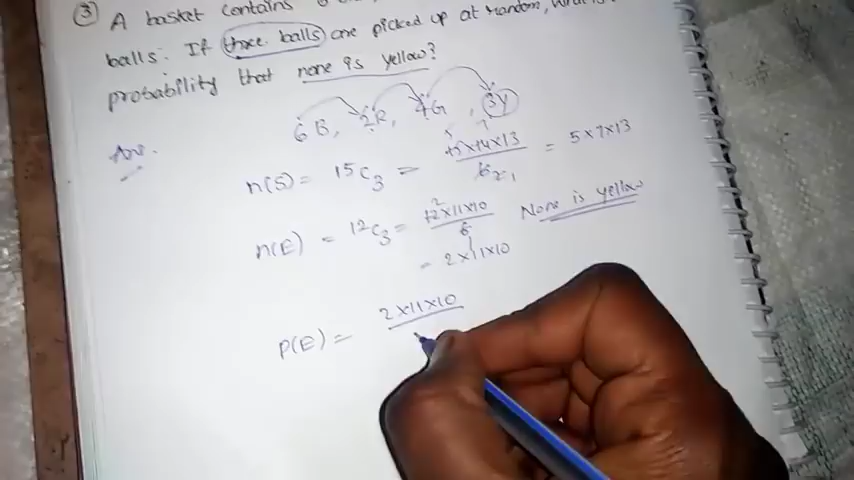 ③ A basket contains
balls. If three balls are picked up at random, What is
probability that none is yellow?
Ans. 6B, 2R, 4G, 3Y
n(S) = 15C3 = 15×14×13 / 6 = 5×7×13
n(E) = 12C3 = 12×11×10 / 6 None is yellow
= 2×11×10
P(E) = 2×11×10